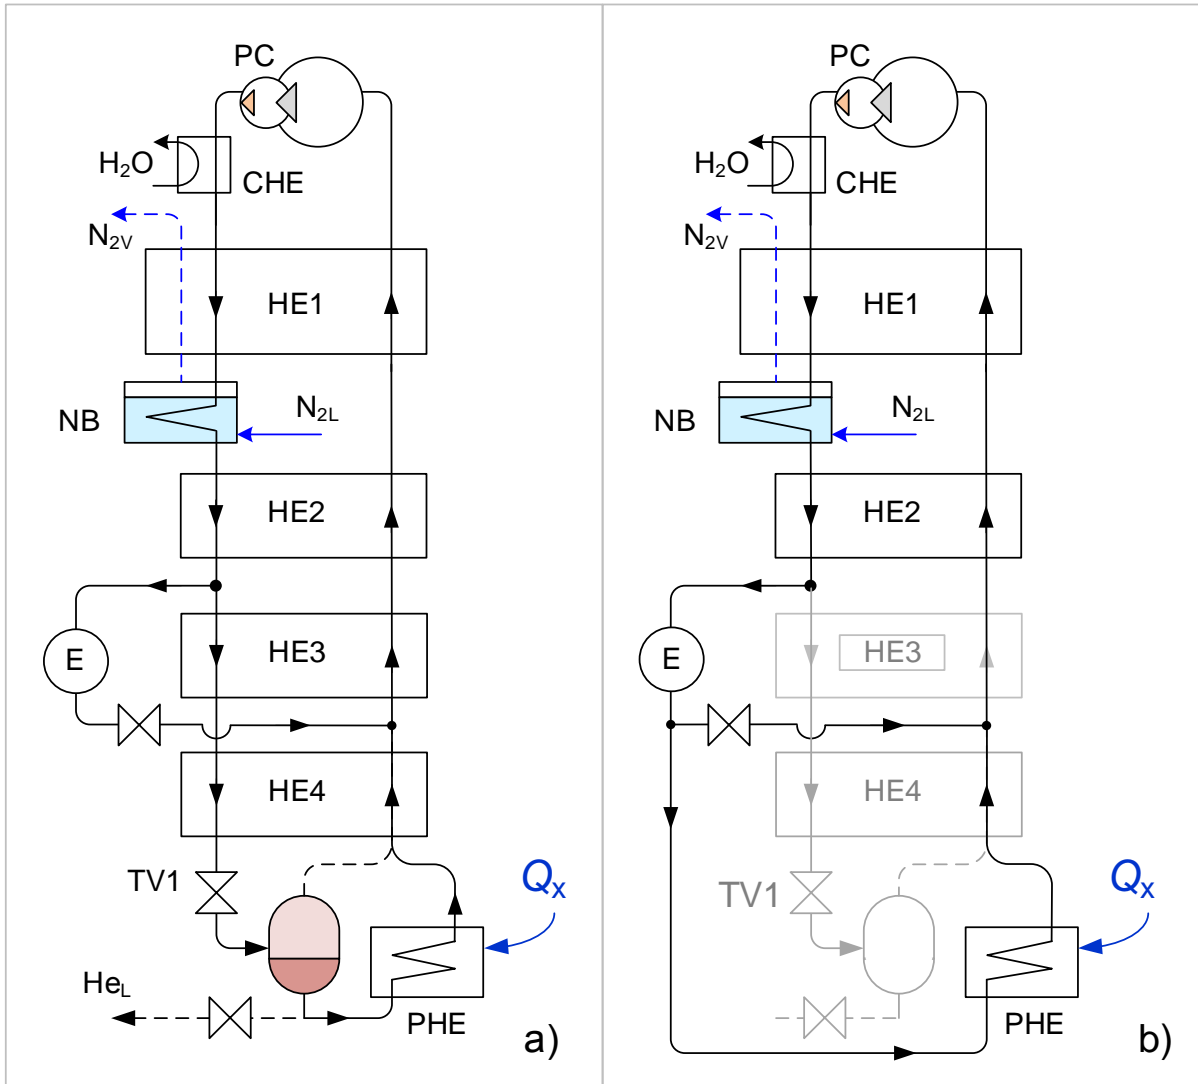 PC
H₂O
CHE
N₂V
HE1
NB
N₂L
HE2
E
HE3
HE4
TV1
Qx
HeL
PHE
a)
PC
H₂O
CHE
N₂V
HE1
NB
N₂L
HE2
E
HE3
HE4
TV1
Qx
PHE
b)